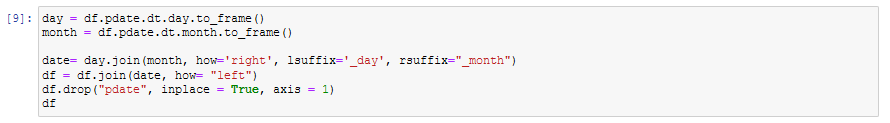 [9]: day = df.pdate.dt.day.to_frame()
month = df.pdate.dt.month.to_frame()
date= day.join(month, how='right', lsuffix='_day', rsuffix="_month")
df = df.join(date, how= "left")
df.drop("pdate", inplace = True, axis = 1)
df